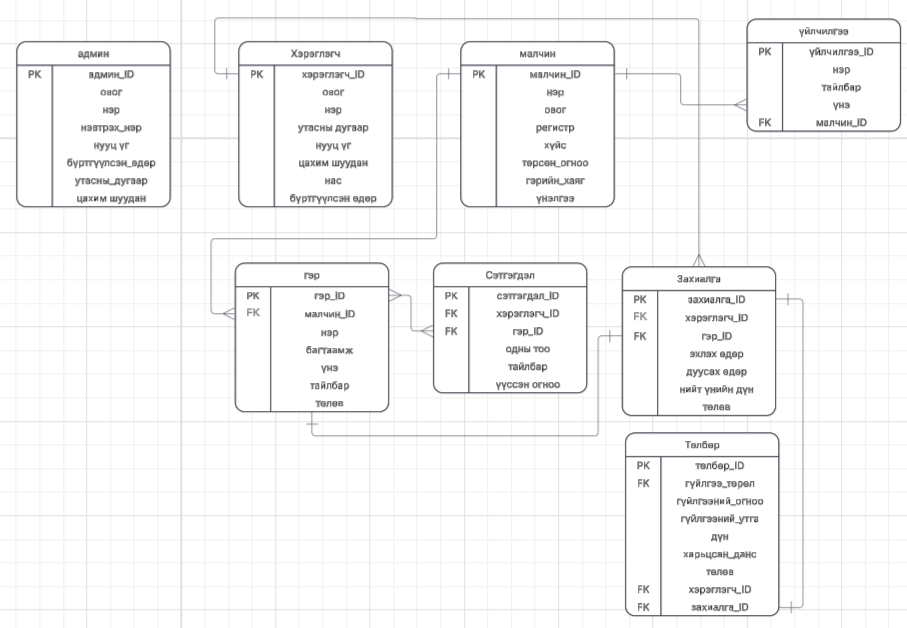 админ
PK админ_ID
овог
нэр
нэвтрэх_нэр
нууц үг
бүртгүүлсэн_өдөр
утасны_дугаар
цахим шуудан
Хэрэглэгч
PK хэрэглэгч_ID
овог
нэр
утасны дугаар
нууц үг
цахим шуудан
нас
бүртгүүлсэн өдөр
малчин
PK малчин_ID
нэр
овог
регистр
хүйс
төрсөн_огноо
гэрийн_хаяг
үнэлгээ
үйлчилгээ
PK үйлчилгээ_ID
нэр
тайлбар
үнэ
FK малчин_ID
гэр
PK гэр_ID
FK малчин_ID
нэр
багтаамж
үнэ
тайлбар
төлөв
Сэтгэгдэл
PK сэтгэгдэл_ID
FK хэрэглэгч_ID
FK гэр_ID
одны тоо
тайлбар
үүссэн огноо
Захиалга
PK захиалга_ID
FK хэрэглэгч_ID
FK гэр_ID
эхлэх өдөр
дуусах өдөр
нийт үнийн дүн
төлөв
Төлбөр
PK төлбөр_ID
FK гүйлгээ_төрөл
гүйлгээний_огноо
гүйлгээний_утга
дүн
харьцсан_данс
төлөв
FK хэрэглэгч_ID
FK захиалга_ID